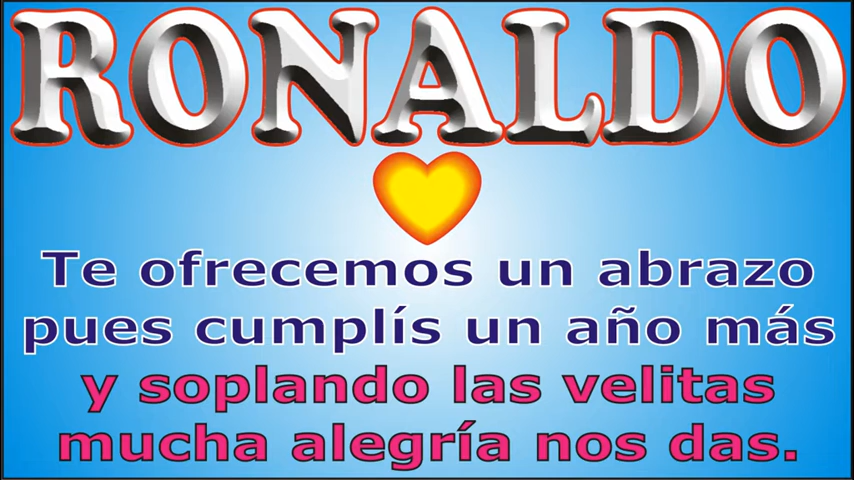 RONALDO
Te ofrecemos un abrazo
pues cumplís un año más
y soplando las velitas
mucha alegría nos das.